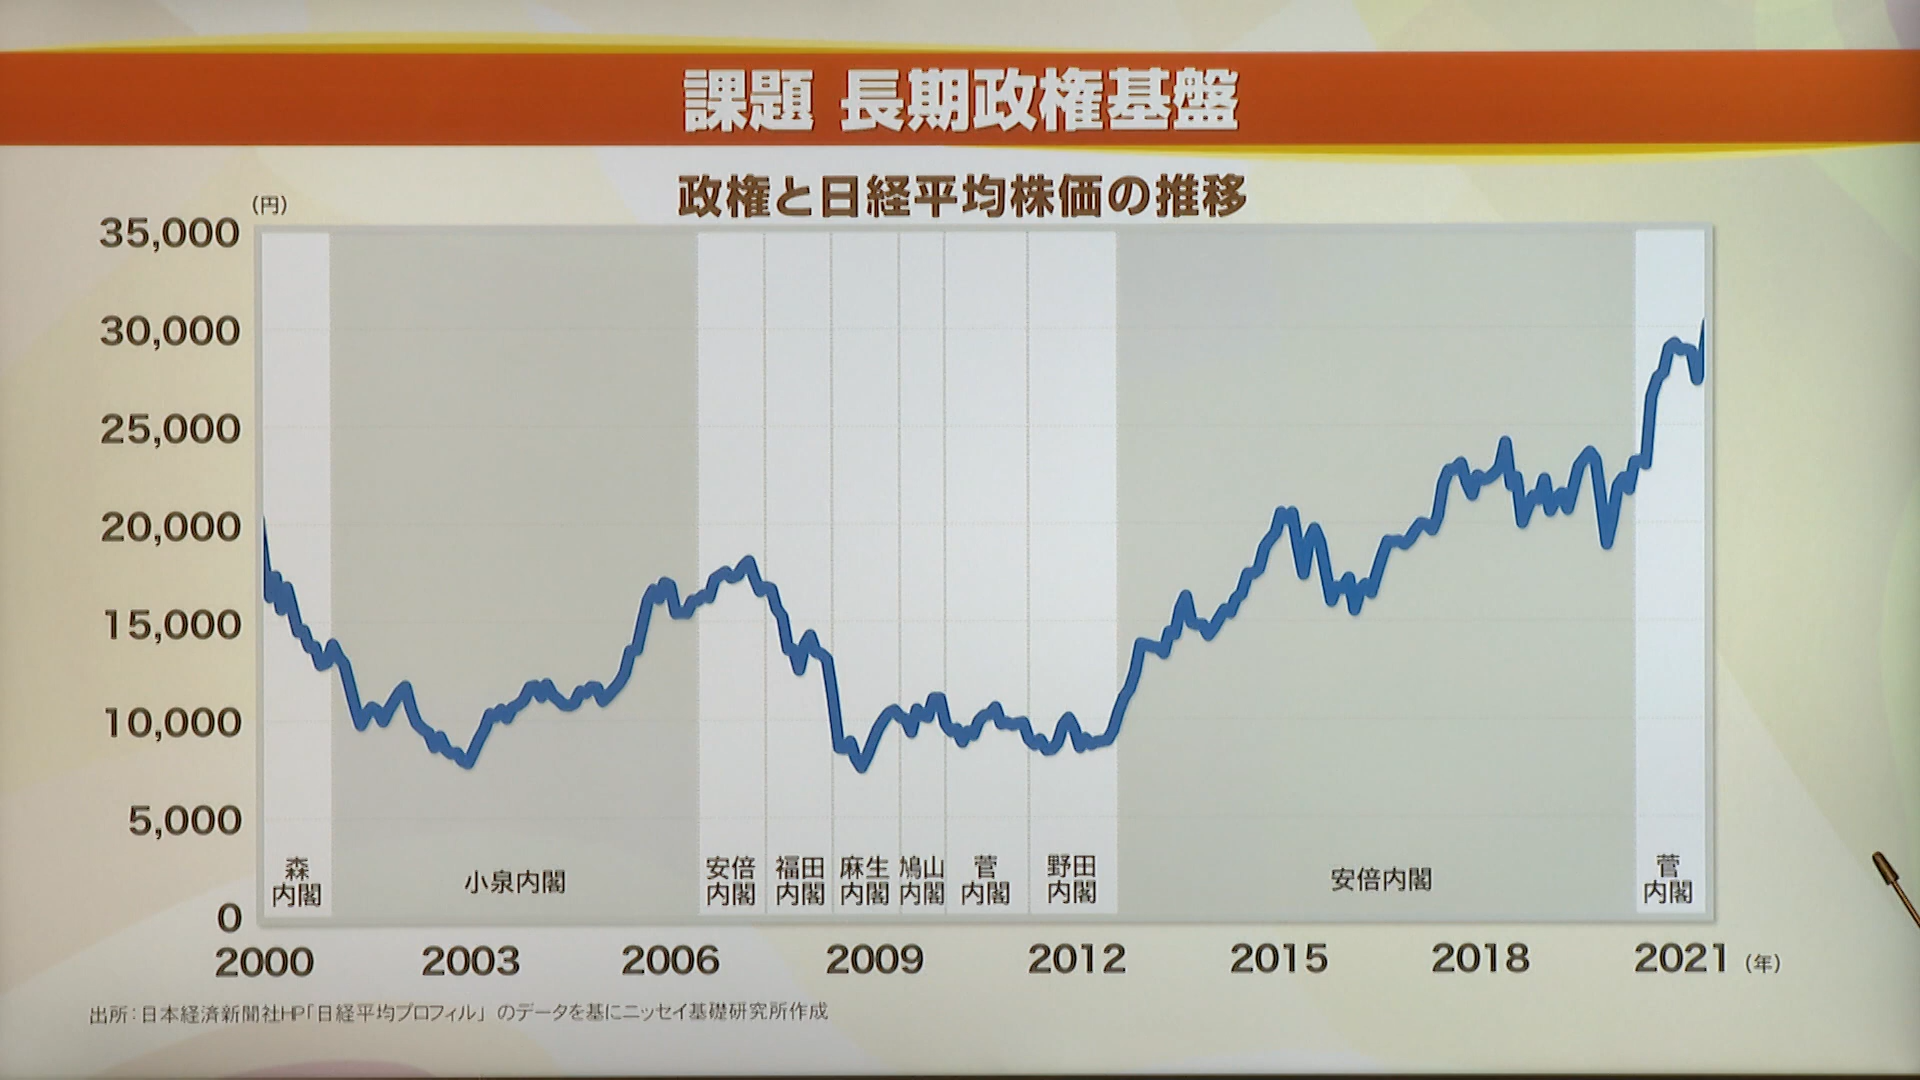 課題 長期政権基盤
政権と日経平均株価の推移
(円)
35,000
30,000
25,000
20,000
15,000
10,000
5,000
0
森
内閣
小泉内閣
安倍
内閣
福田
内閣
麻生
内閣
鳩山
内閣
菅
内閣
野田
内閣
安倍内閣
菅
内閣
2000 2003 2006 2009 2012 2015 2018 2021 (年)
出所:日本経済新聞社HP「日経平均プロフィル」のデータを基にニッセイ基礎研究所作成